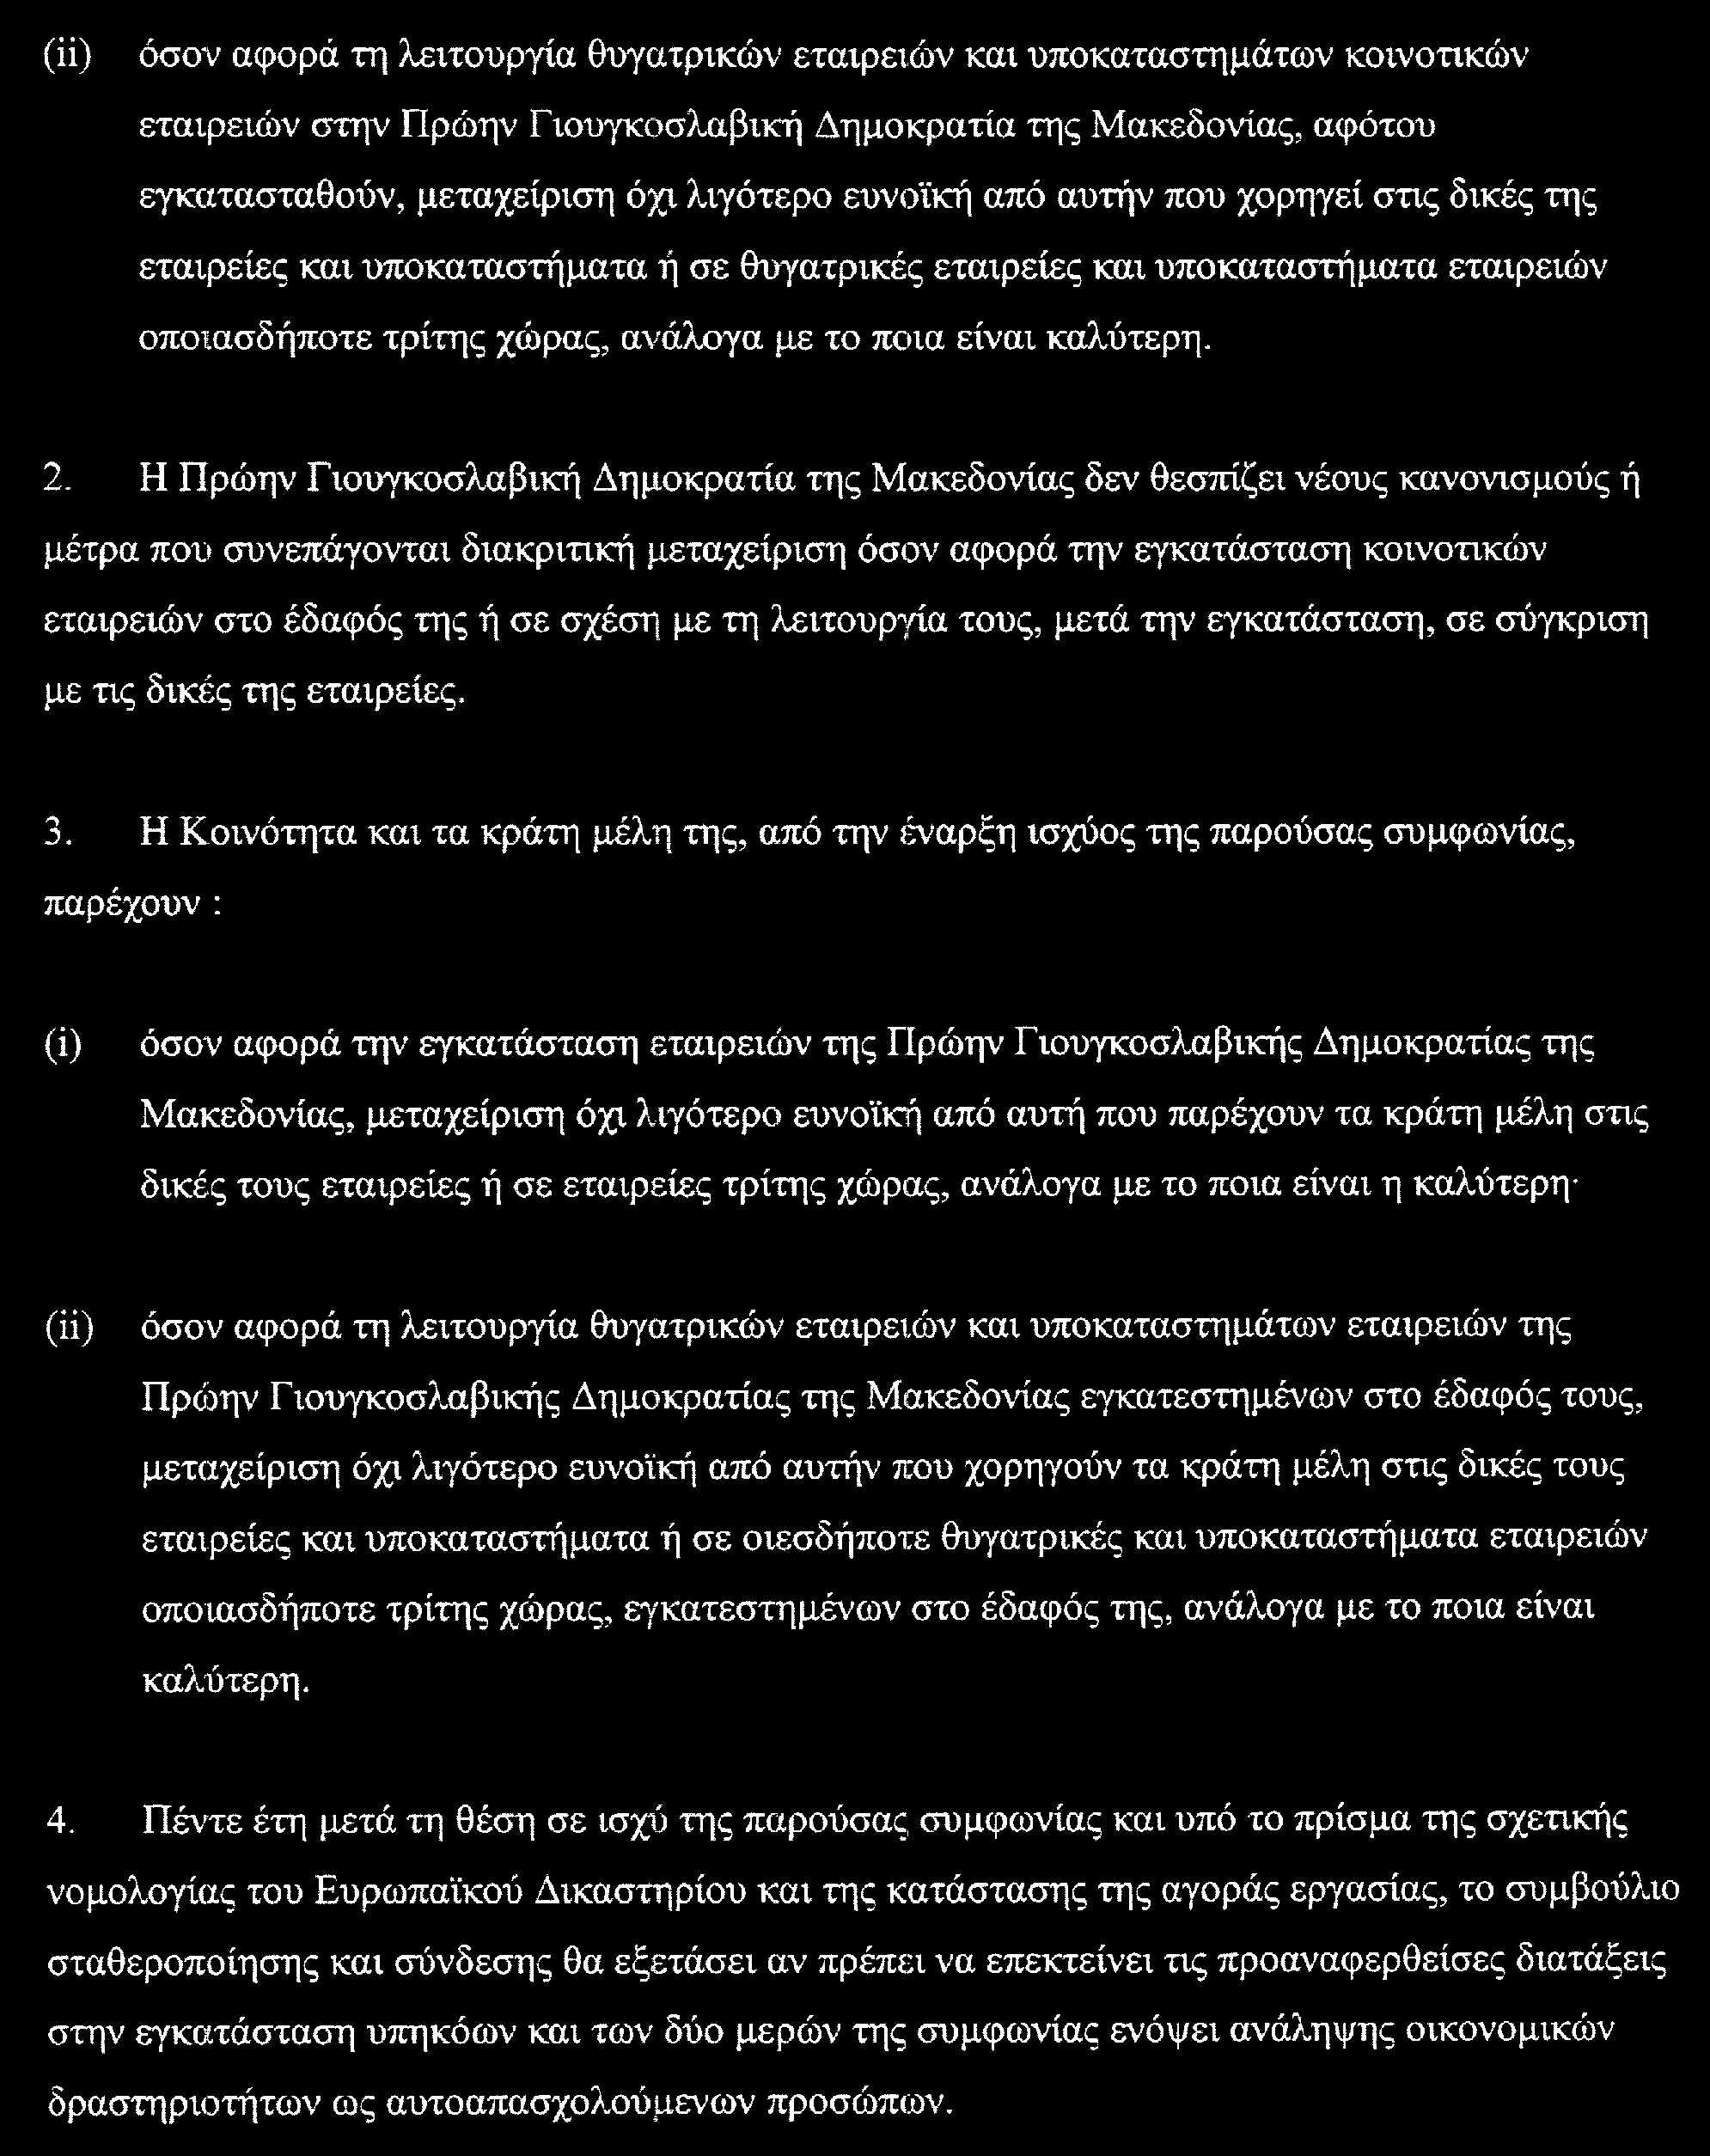 (ii) όσον αφορά τη λειτουργία θυγατρικών εταιρειών και υποκαταστημάτων κοινοτικών
εταιρειών στην Πρώην Γιουγκοσλαβική Δημοκρατία της Μακεδονίας, αφότου
εγκατασταθούν, μεταχείριση όχι λιγότερο ευνοϊκή από αυτήν που χορηγεί στις δικές της
εταιρείες και υποκαταστήματα ή σε θυγατρικές εταιρείες και υποκαταστήματα εταιρειών
οποιασδήποτε τρίτης χώρας, ανάλογα με το ποια είναι καλύτερη.
2. Η Πρώην Γιουγκοσλαβική Δημοκρατία της Μακεδονίας δεν θεσπίζει νέους κανονισμούς ή
μέτρα που συνεπάγονται διακριτική μεταχείριση όσον αφορά την εγκατάσταση κοινοτικών
εταιρειών στο έδαφός της ή σε σχέση με τη λειτουργία τους, μετά την εγκατάσταση, σε σύγκριση
με τις δικές της εταιρείες.
3. Η Κοινότητα και τα κράτη μέλη της, από την έναρξη ισχύος της παρούσας συμφωνίας,
παρέχουν :
(i) όσον αφορά την εγκατάσταση εταιρειών της Πρώην Γιουγκοσλαβικής Δημοκρατίας της
Μακεδονίας, μεταχείριση όχι λιγότερο ευνοϊκή από αυτή που παρέχουν τα κράτη μέλη στις
δικές τους εταιρείες ή σε εταιρείες τρίτης χώρας, ανάλογα με το ποια είναι η καλύτερη·
(ii) όσον αφορά τη λειτουργία θυγατρικών εταιρειών και υποκαταστημάτων εταιρειών της
Πρώην Γιουγκοσλαβικής Δημοκρατίας της Μακεδονίας εγκατεστημένων στο έδαφός τους,
μεταχείριση όχι λιγότερο ευνοϊκή από αυτήν που χορηγούν τα κράτη μέλη στις δικές τους
εταιρείες και υποκαταστήματα ή σε οιεσδήποτε θυγατρικές και υποκαταστήματα εταιρειών
οποιασδήποτε τρίτης χώρας, εγκατεστημένων στο έδαφός της, ανάλογα με το ποια είναι
καλύτερη.
4. Πέντε έτη μετά τη θέση σε ισχύ της παρούσας συμφωνίας και υπό το πρίσμα της σχετικής
νομολογίας του Ευρωπαϊκού Δικαστηρίου και της κατάστασης της αγοράς εργασίας, το συμβούλιο
σταθεροποίησης και σύνδεσης θα εξετάσει αν πρέπει να επεκτείνει τις προαναφερθείσες διατάξεις
στην εγκατάσταση υπηκόων και των δύο μερών της συμφωνίας ενόψει ανάληψης οικονομικών
δραστηριοτήτων ως αυτοαπασχολούμενων προσώπων.